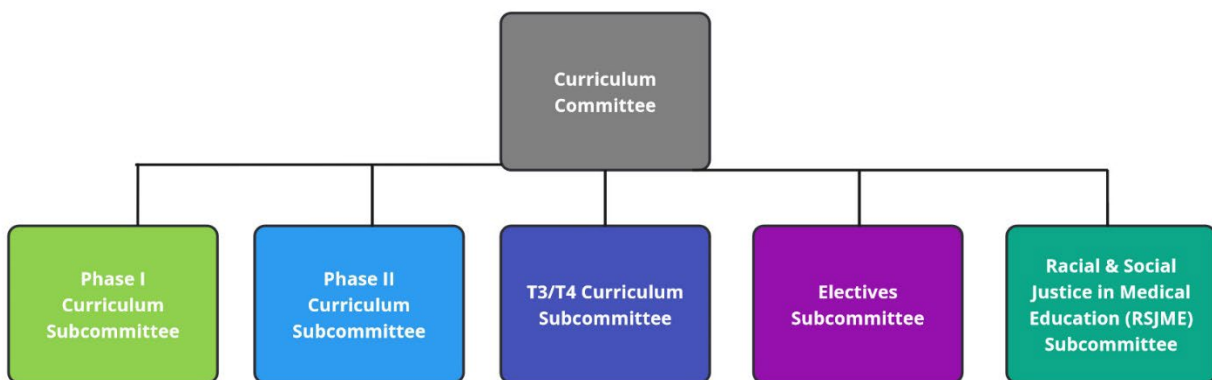 Curriculum
Committee
Phase I
Curriculum
Subcommittee
Phase II
Curriculum
Subcommittee
T3/T4 Curriculum
Subcommittee
Electives
Subcommittee
Racial & Social
Justice in Medical
Education (RSJME)
Subcommittee